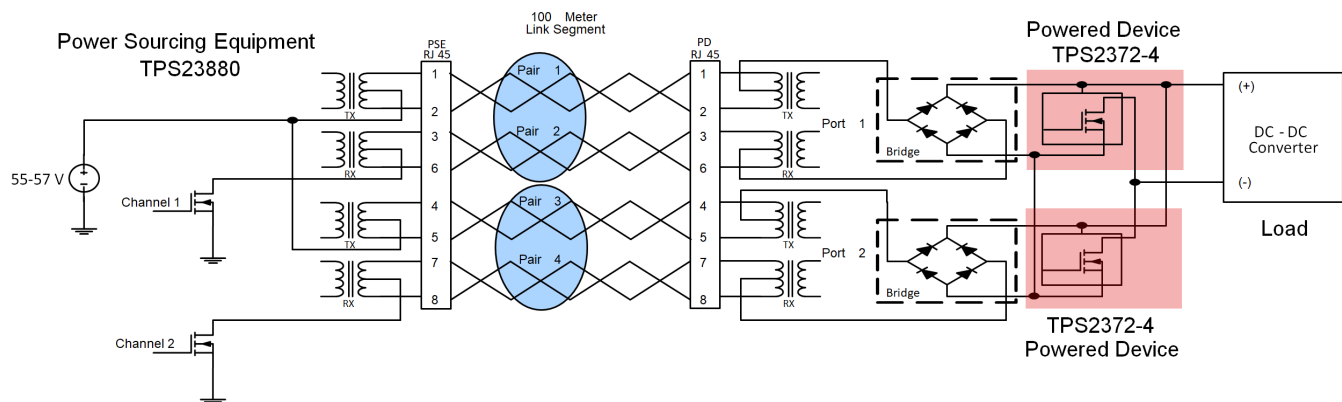 100 Meter
Link Segment
Power Sourcing Equipment
TPS23880
PSE
RJ 45
PD
RJ 45
Powered Device
TPS2372-4
55-57 V
Channel 1
Channel 2
TX
RX
TX
RX
1
2
3
6
4
5
7
8
Pair 1
Pair 2
Pair 3
Pair 4
1
2
3
6
4
5
7
8
TX
RX
TX
RX
Port 1
Port 2
Bridge
Bridge
(+)
DC - DC
Converter
(-)
Load
TPS2372-4
Powered Device